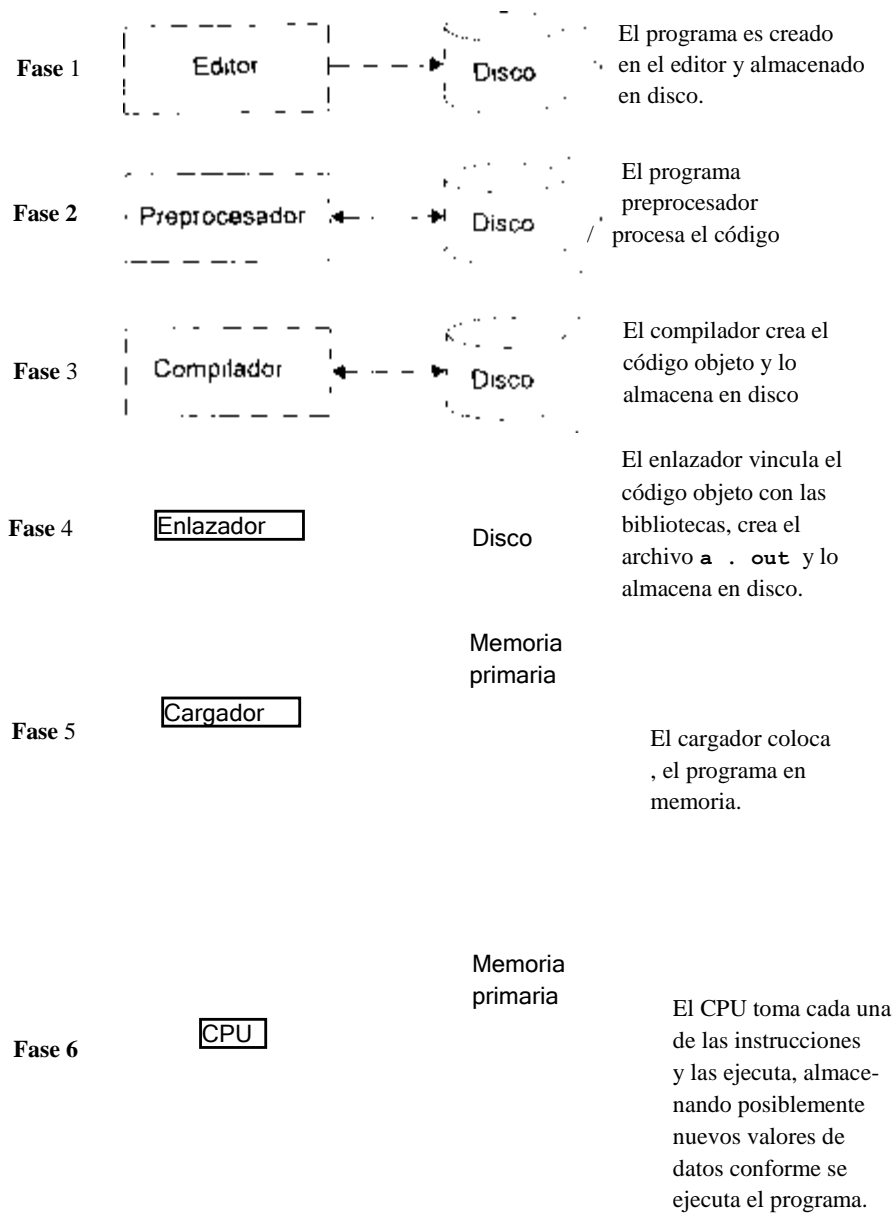 Fase 1
Editor
Disco
El programa es creado
en el editor y almacenado
en disco.
Fase 2
Preprocesador
Disco
El programa
preprocesador
/ procesa el código
Fase 3
Compilador
Disco
El compilador crea el
código objeto y lo
almacena en disco
Fase 4
Enlazador
Disco
El enlazador vincula el
código objeto con las
bibliotecas, crea el
archivo a . out y lo
almacena en disco.
Fase 5
Cargador
Memoria
primaria
El cargador coloca
, el programa en
memoria.
Fase 6
CPU
Memoria
primaria
El CPU toma cada una
de las instrucciones
y las ejecuta, almace-
nando posiblemente
nuevos valores de
datos conforme se
ejecuta el programa.